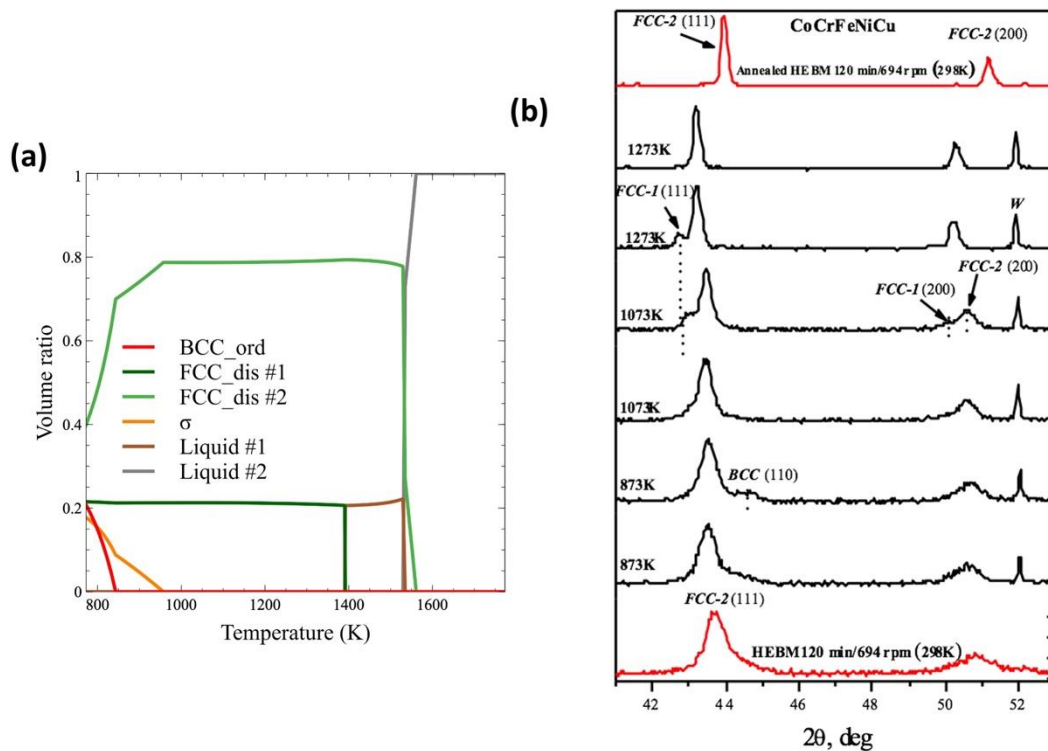 (a)
1
0.8
0.6
0.4
0.2
0
Volume ratio
BCC_ord
FCC_dis #1
FCC_dis #2
σ
Liquid #1
Liquid #2
800 1000 1200 1400 1600
Temperature (K)
(b)
FCC-2 (111)
CoCrFeNiCu
FCC-2 (200)
Annealed HEBM 120 min/694 rpm (298K)
1273K
FCC-1 (111)
1273K
W
FCC-2 (200)
FCC-1 (200)
1073K
1073K
BCC (110)
873K
873K
FCC-2 (111)
HEBM120 min/694 rpm (298K)
42 44 46 48 50 52
2θ, deg